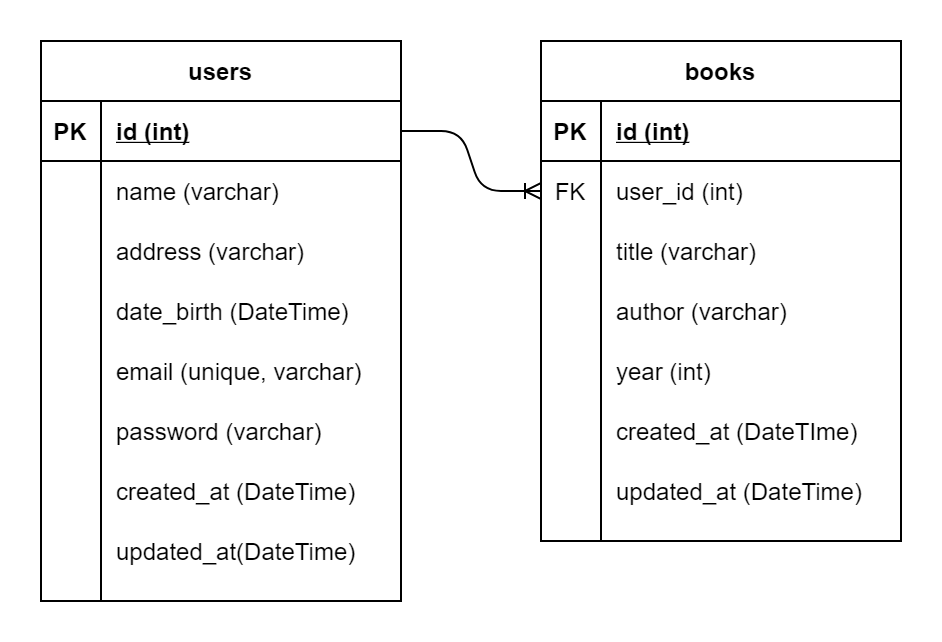 users
PK id (int)
name (varchar)
address (varchar)
date_birth (DateTime)
email (unique, varchar)
password (varchar)
created_at (DateTime)
updated_at(DateTime)
books
PK id (int)
FK user_id (int)
title (varchar)
author (varchar)
year (int)
created_at (DateTIme)
updated_at (DateTime)